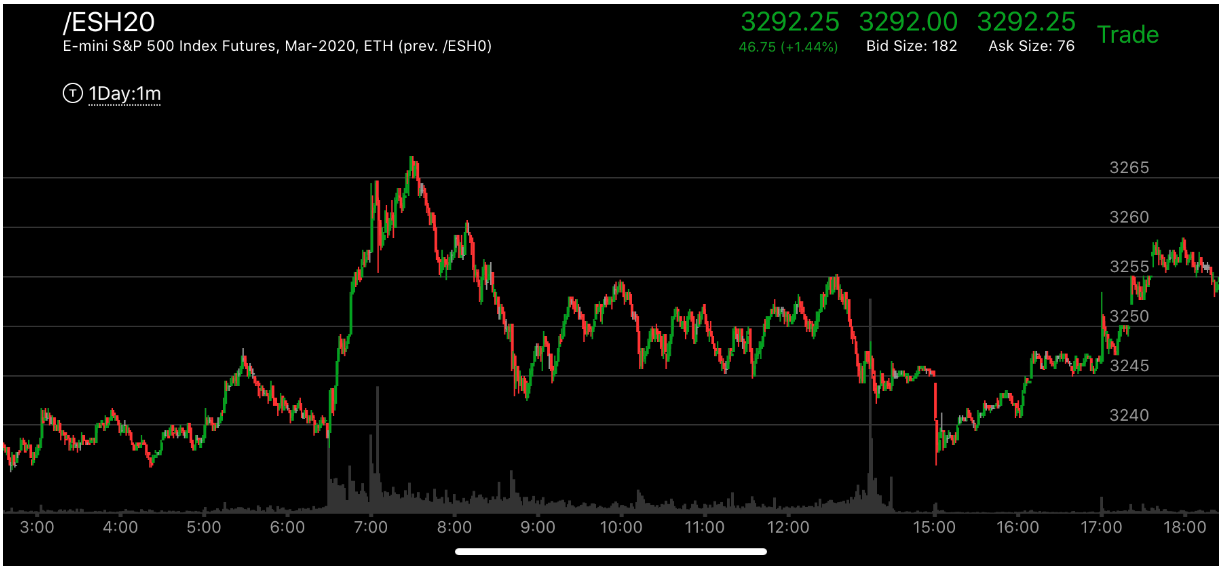 /ESH20 3292.25 3292.00 3292.25 Trade
E-mini S&P 500 Index Futures, Mar-2020, ETH (prev. /ESH0) 46.75 (+1.44%) Bid Size: 182 Ask Size: 76
T 1Day:1m
3265
3260
3255
3250
3245
3240
3:00 4:00 5:00 6:00 7:00 8:00 9:00 10:00 11:00 12:00 15:00 16:00 17:00 18:00